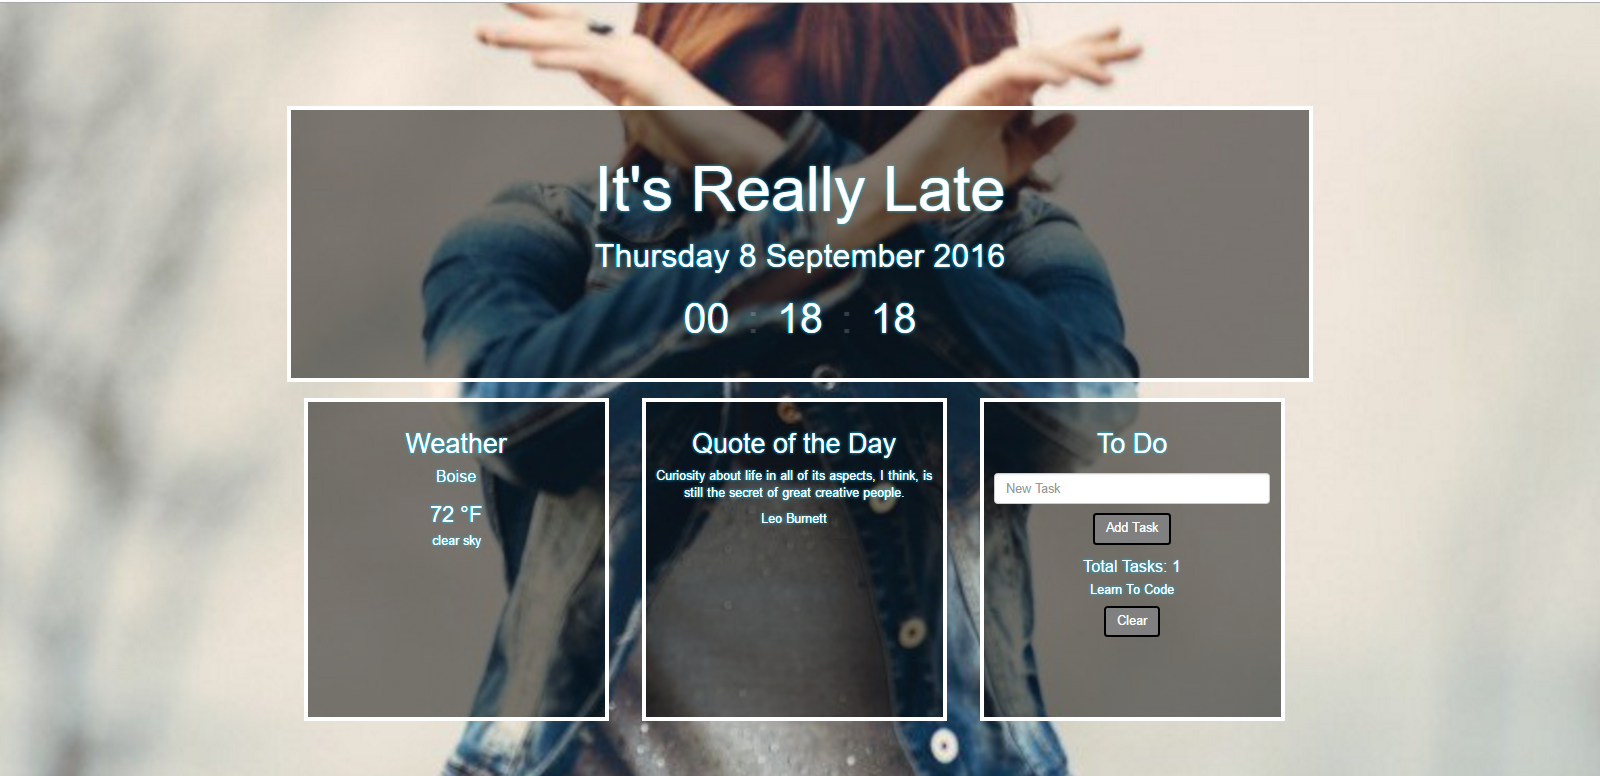 It's Really Late
Thursday 8 September 2016
00 : 18 : 18
Weather
Boise
72 °F
clear sky
Quote of the Day
Curiosity about life in all of its aspects, I think, is
still the secret of great creative people.
Leo Burnett
To Do
New Task
Add Task
Total Tasks: 1
Learn To Code
Clear